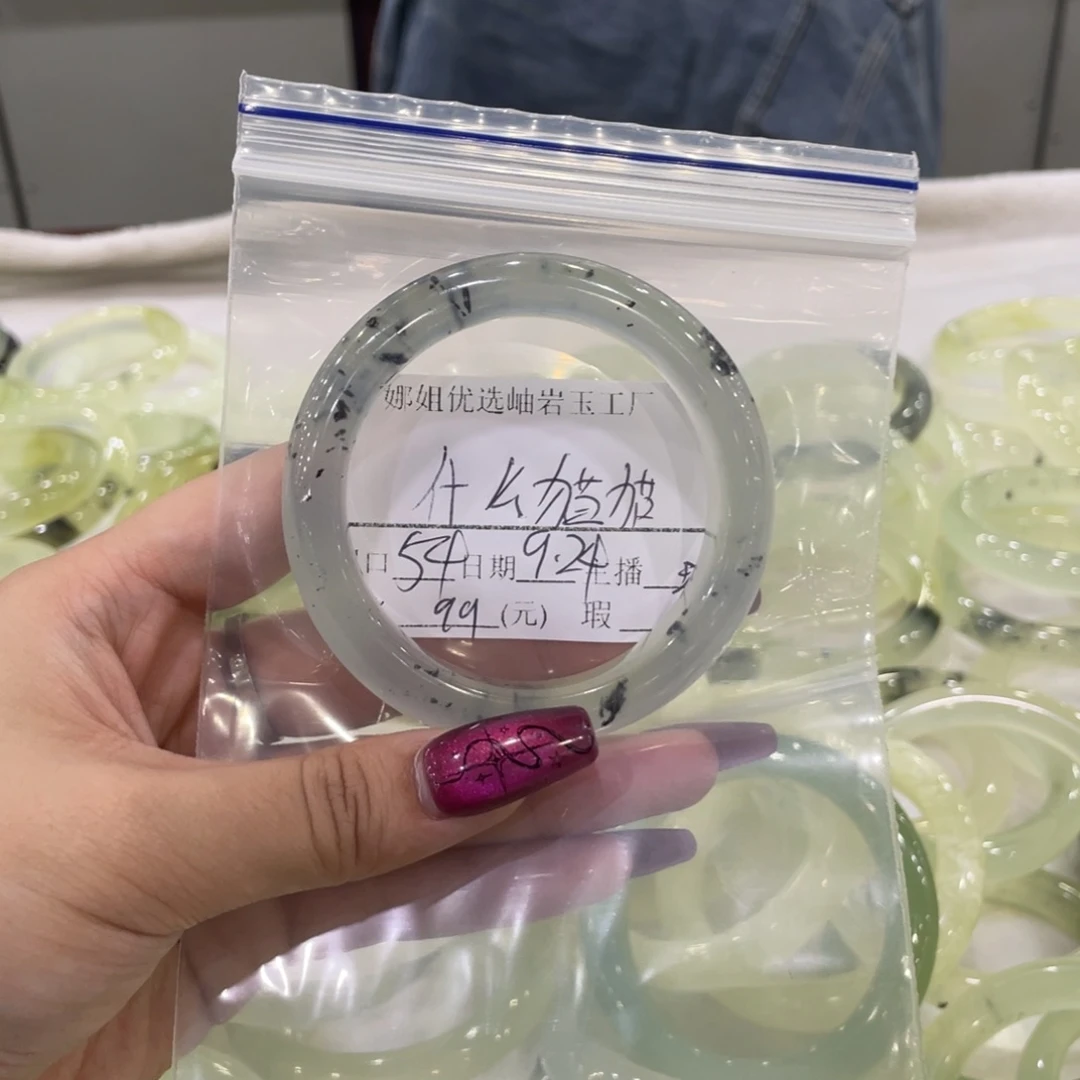 娜姐优选岫岩玉工厂
什么
口 54 日期 9.24 主播
99 (元) 瑕